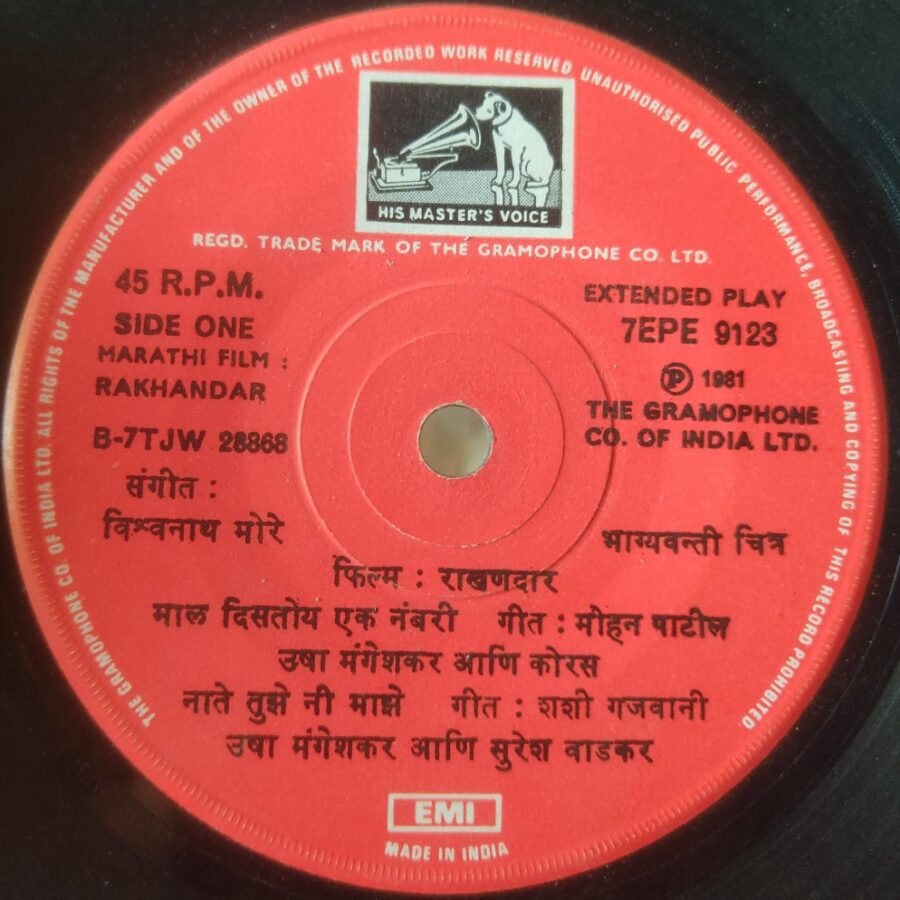 THE GRAMOPHONE CO OF INDIA LTD. ALL RIGHTS OF THE MANUFACTURER AND OF THE OWNER OF THE RECORDED WORK RESERVED UNAUTHORISED PUBLIC PERFORMANCE, BROADCASTING AND COPYING OF THIS RECORD PROHIBITED
HIS MASTER'S VOICE
REGD. TRADE MARK OF THE GRAMOPHONE CO. LTD.
45 R.P.M.
SIDE ONE
MARATHI FILM :
RAKHANDAR
B-7TJW 28868
EXTENDED PLAY
7EPE 9123
Ⓟ 1981
THE GRAMOPHONE
CO. OF INDIA LTD.
संगीत :
विश्वनाथ मोरे
भाग्यवन्ती चित्र
फिल्म : राखणदार
माल दिसतोय एक नंबरी गीत : मोहन पाटील
उषा मंगेशकर आणि कोरस
नाते तुझे नी माझे गीत : शशी गजवानी
उषा मंगेशकर आणि सुरेश वाडकर
EMI
MADE IN INDIA